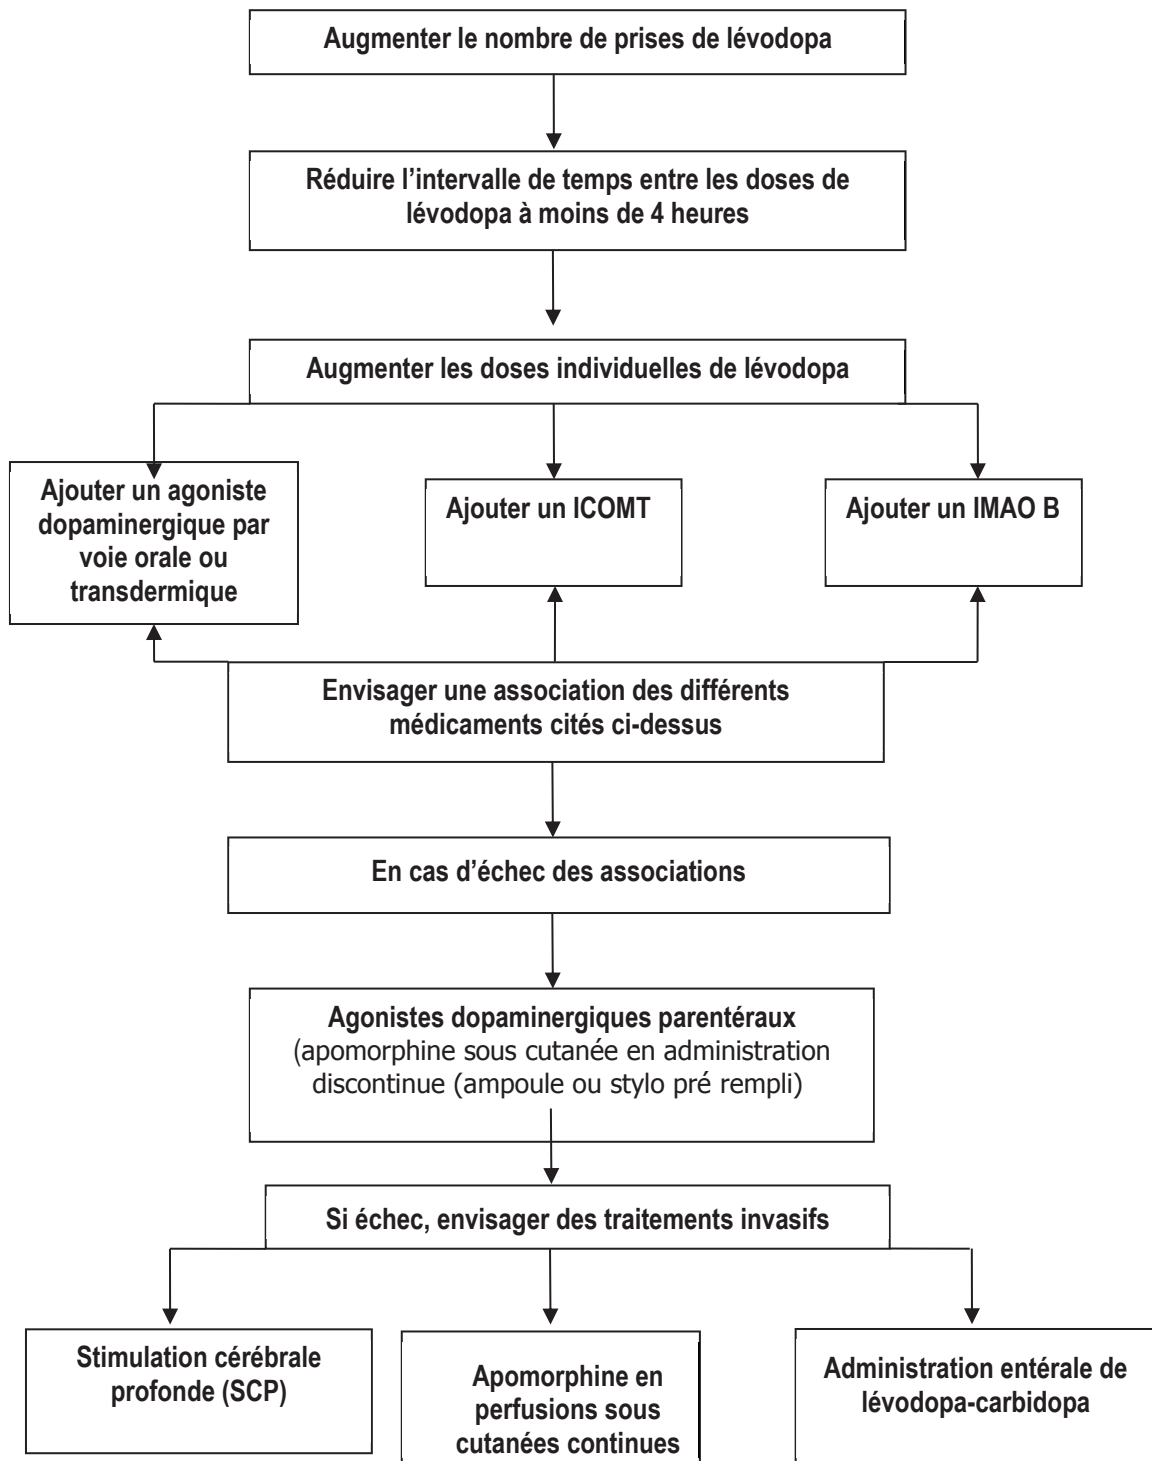 Augmenter le nombre de prises de lévodopa
Réduire l’intervalle de temps entre les doses de
lévodopa à moins de 4 heures
Augmenter les doses individuelles de lévodopa
Ajouter un agoniste
dopaminergique par
voie orale ou
transdermique
Ajouter un ICOMT
Ajouter un IMAO B
Envisager une association des différents
médicaments cités ci-dessus
En cas d’échec des associations
Agonistes dopaminergiques parentéraux
(apomorphine sous cutanée en administration
discontinue (ampoule ou stylo pré rempli)
Si échec, envisager des traitements invasifs
Stimulation cérébrale
profonde (SCP)
Apomorphine en
perfusions sous
cutanées continues
Administration entérale de
lévodopa-carbidopa